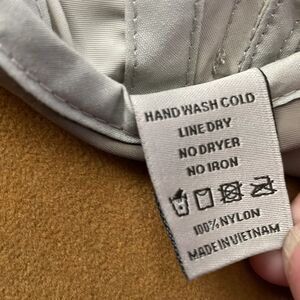 HAND WASH COLD
LINE DRY
NO DRYER
NO IRON
100% NYLON
MADE IN VIETNAM